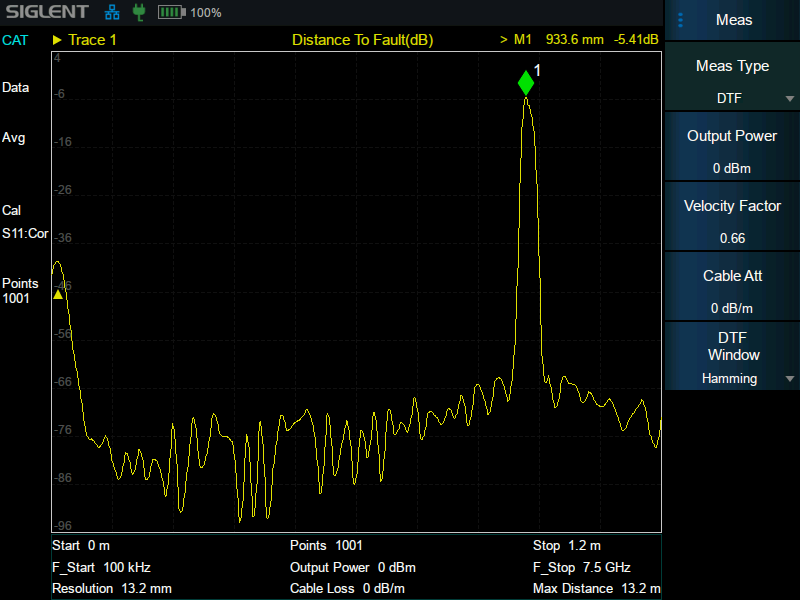 SIGLENT 100%
Meas
CAT Trace 1 Distance To Fault(dB) > M1 933.6 mm -5.41dB
4
1
Meas Type
DTF
Data
-6
Avg
-16
Output Power
0 dBm
-26
Velocity Factor
0.66
Cal
S11:Cor
-36
Points
1001
-46
Cable Att
0 dB/m
-56
DTF
Window
Hamming
-66
-76
-86
-96
Start 0 m Points 1001 Stop 1.2 m
F_Start 100 kHz Output Power 0 dBm F_Stop 7.5 GHz
Resolution 13.2 mm Cable Loss 0 dB/m Max Distance 13.2 m